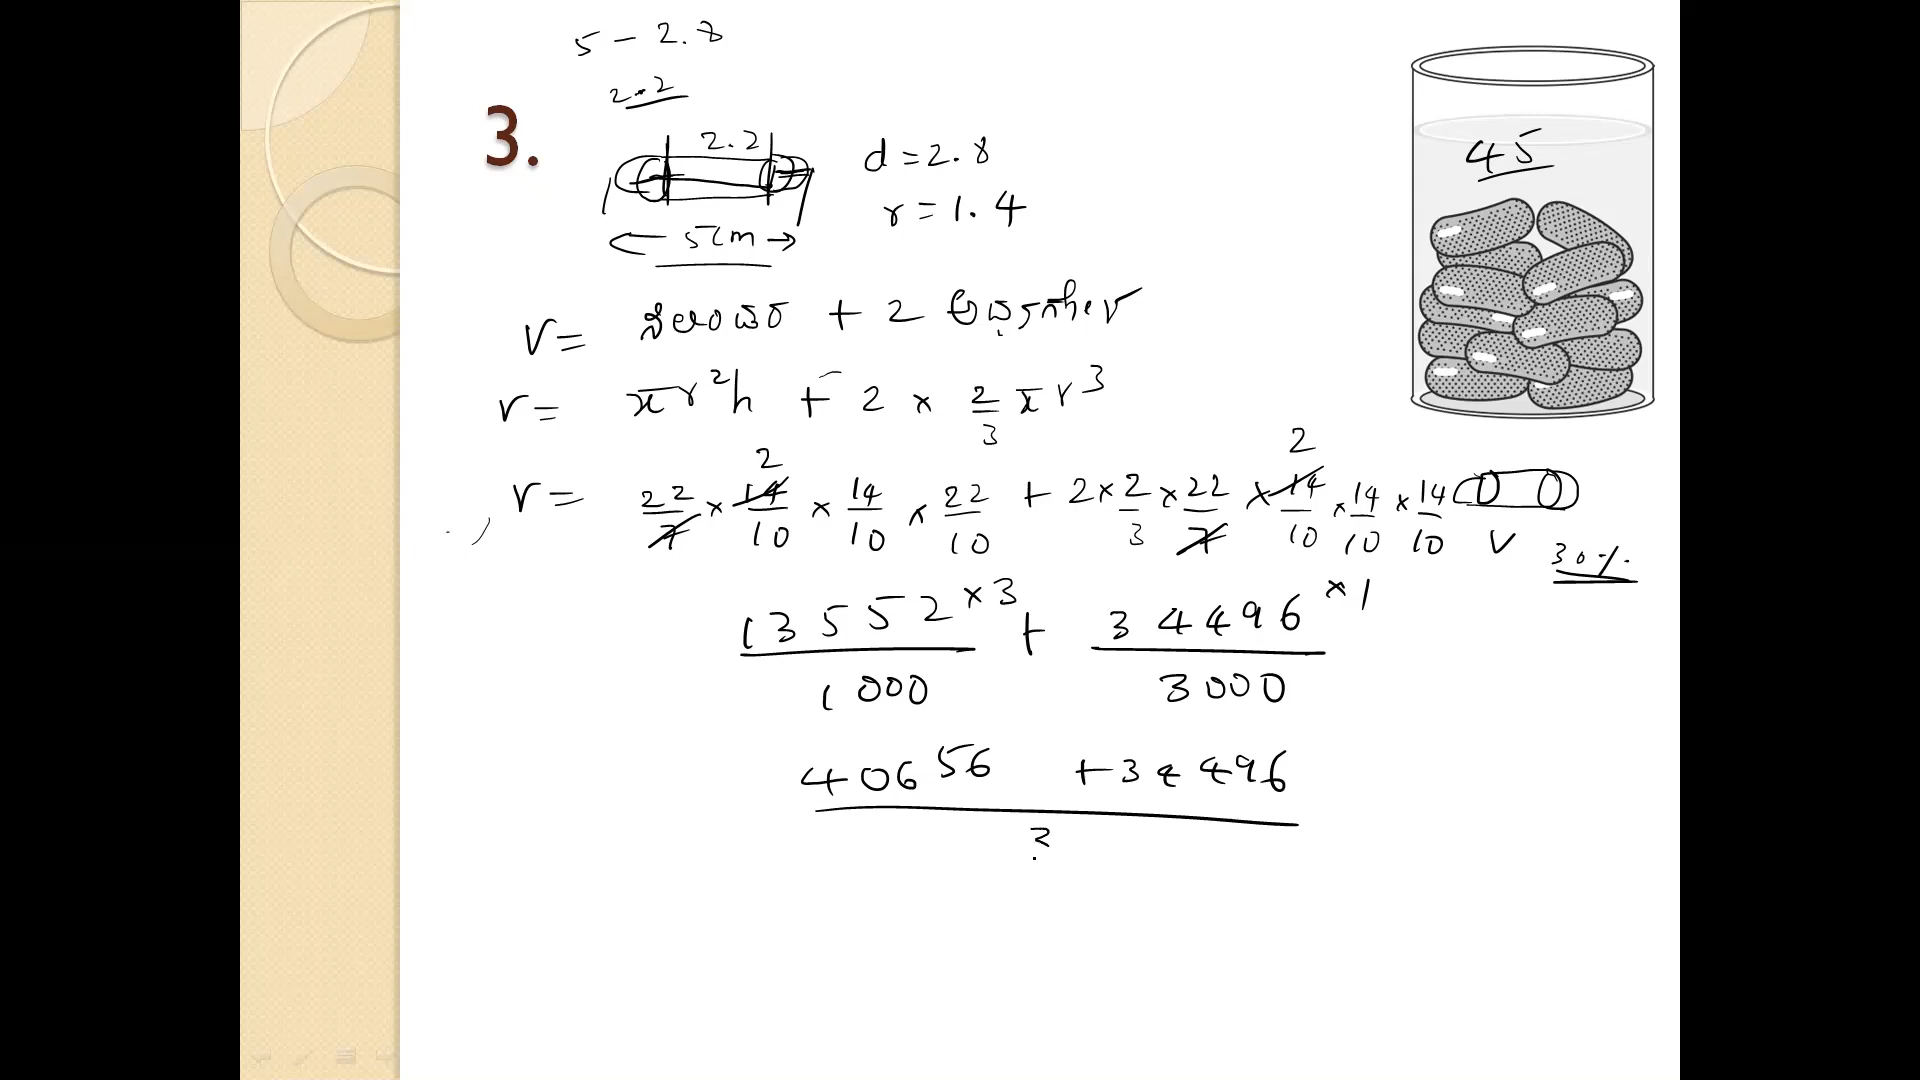 5 - 2.8
2.2
3.
2.2
d = 2.8
r = 1.4
5cm
45
V = ಸಿಲಿಂಡರ + 2
V = πr²h + 2 × 2/3 πr³
V = 22/7 × 14/10 × 14/10 × 22/10 + 2 × 2/3 × 22/7 × 14/10 × 14/10 × 14/10
2 2
V 30%
13552 × 3 / 1000 + 34496 × 1 / 3000
40656 + 34496 / 3